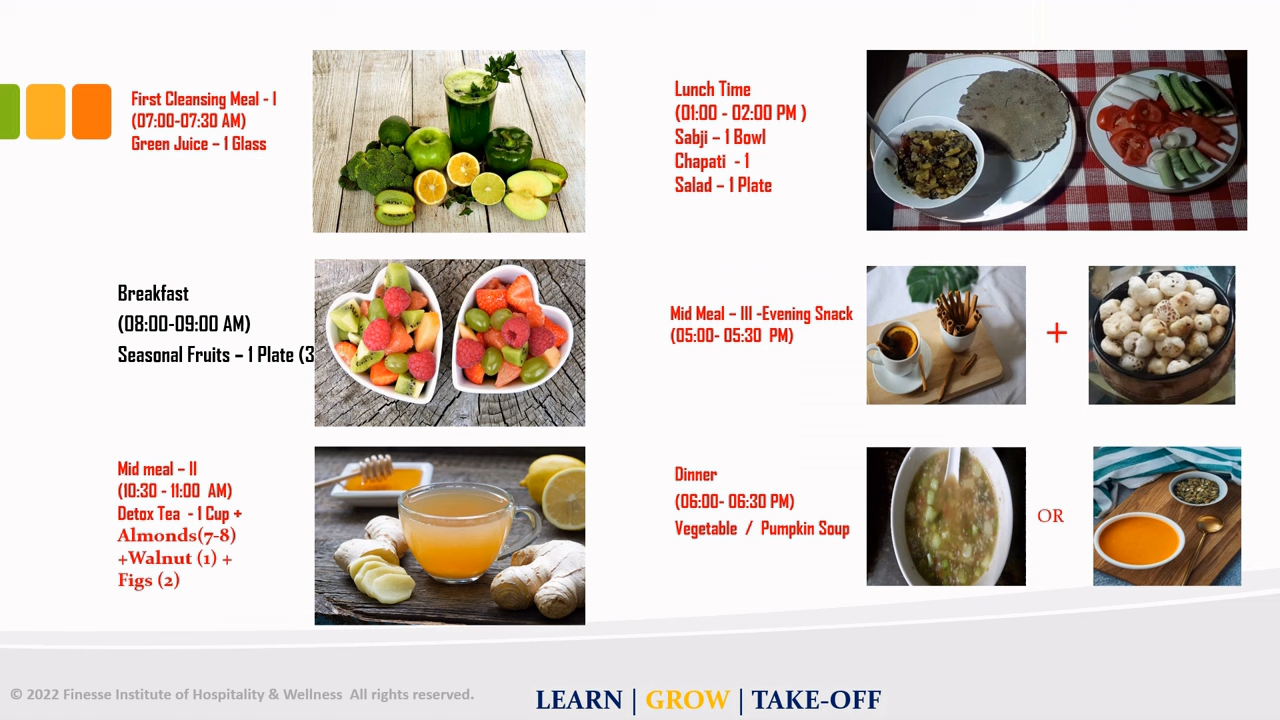 First Cleansing Meal - I
(07:00-07:30 AM)
Green Juice – 1 Glass
Breakfast
(08:00-09:00 AM)
Seasonal Fruits – 1 Plate (3
Mid meal – II
(10:30 - 11:00 AM)
Detox Tea - 1 Cup +
Almonds(7-8)
+Walnut (1) +
Figs (2)
Lunch Time
(01:00 - 02:00 PM )
Sabji – 1 Bowl
Chapati - 1
Salad – 1 Plate
Mid Meal – III -Evening Snack
(05:00- 05:30 PM)
+
Dinner
(06:00- 06:30 PM)
Vegetable / Pumpkin Soup
OR
© 2022 Finesse Institute of Hospitality & Wellness All rights reserved.
LEARN | GROW | TAKE-OFF